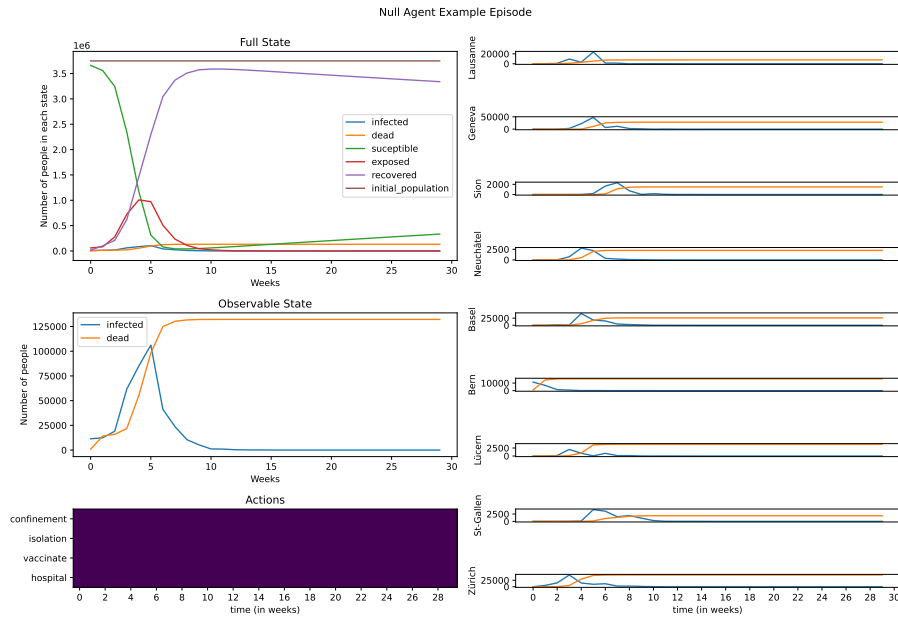 Null Agent Example Episode
Full State
1e6
Number of people in each state
3.5
3.0
2.5
2.0
1.5
1.0
0.5
0.0
infected
dead
suceptible
exposed
recovered
initial_population
0 5 10 15 20 25 30
Weeks
Observable State
Number of people
125000
100000
75000
50000
25000
0
infected
dead
0 5 10 15 20 25 30
Weeks
Actions
confinement
isolation
vaccinate
hospital
0 2 4 6 8 10 12 14 16 18 20 22 24 26 28
time (in weeks)
Lausanne
20000
0
Geneva
50000
0
Sion
2000
0
Neuchâtel
2500
0
Basel
25000
0
Bern
10000
0
Lücern
2500
0
St-Gallen
2500
0
Zürich
25000
0
0 2 4 6 8 10 12 14 16 18 20 22 24 26 28 30
time (in weeks)